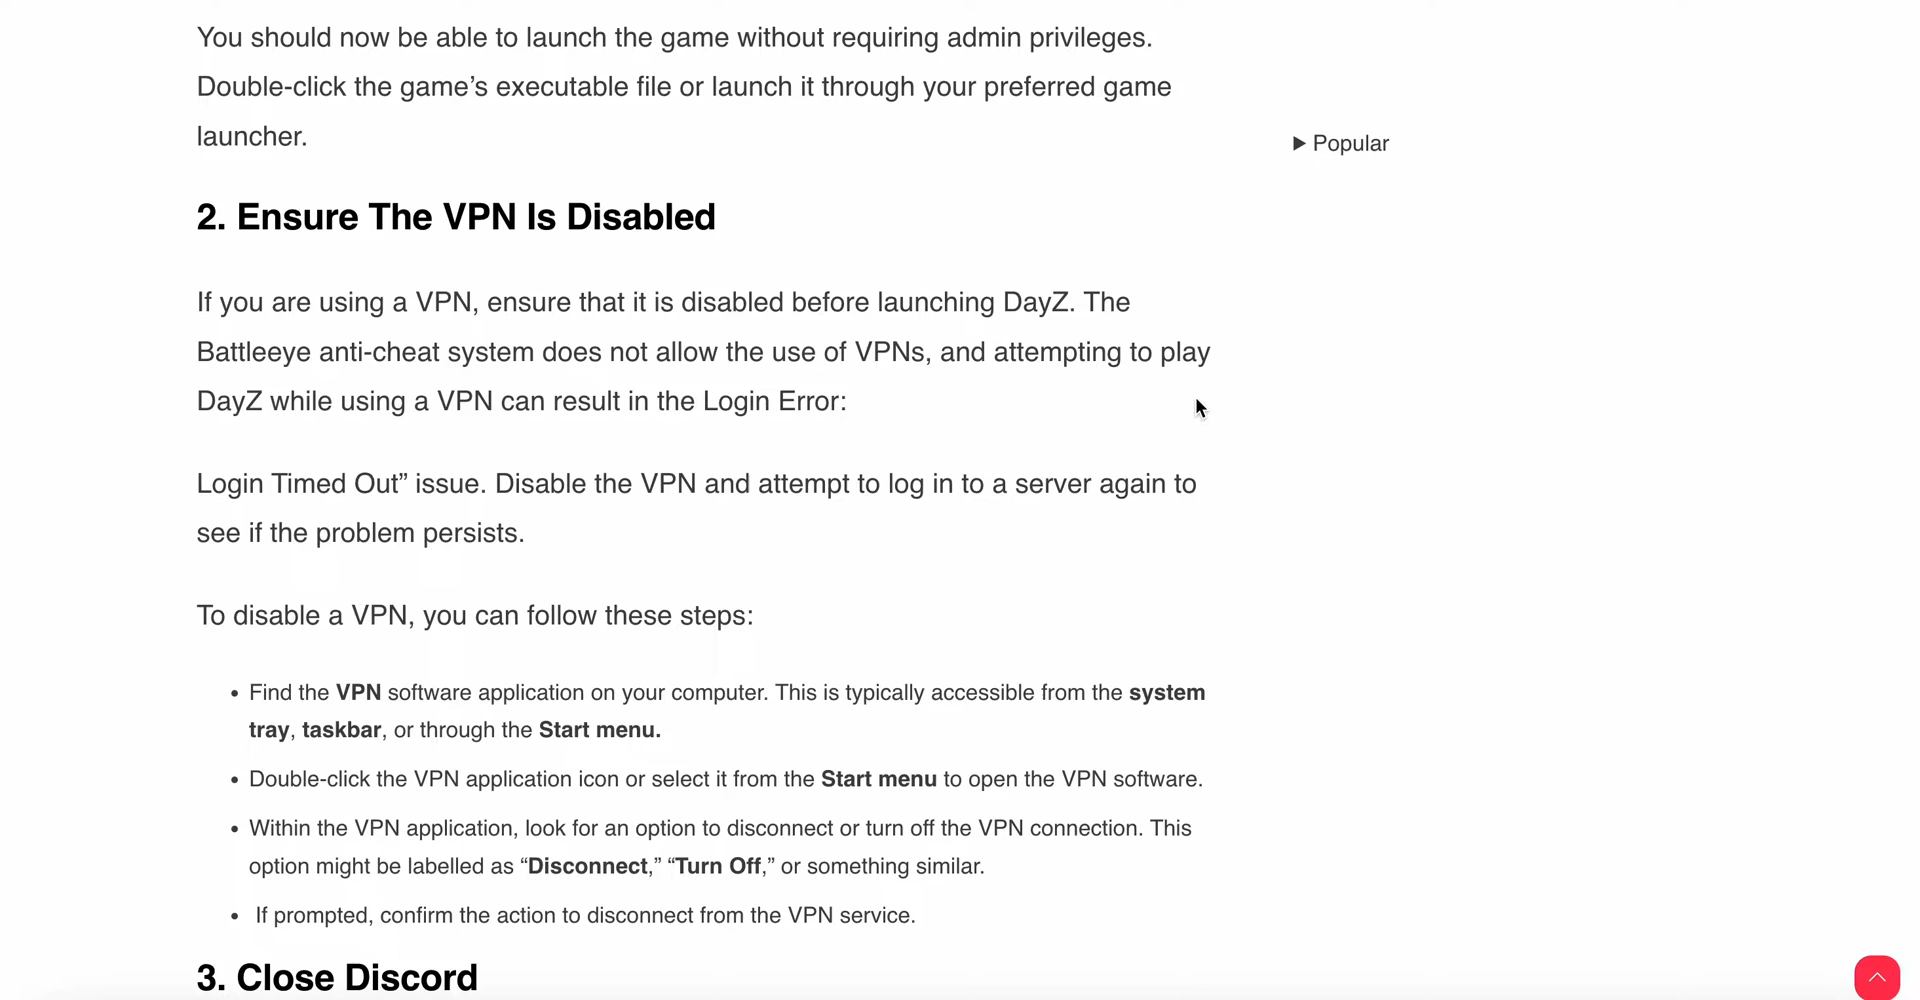 You should now be able to launch the game without requiring admin privileges.
Double-click the game’s executable file or launch it through your preferred game
launcher.
▶ Popular
2. Ensure The VPN Is Disabled
If you are using a VPN, ensure that it is disabled before launching DayZ. The
Battleeye anti-cheat system does not allow the use of VPNs, and attempting to play
DayZ while using a VPN can result in the Login Error:
Login Timed Out” issue. Disable the VPN and attempt to log in to a server again to
see if the problem persists.
To disable a VPN, you can follow these steps:
• Find the VPN software application on your computer. This is typically accessible from the system
tray, taskbar, or through the Start menu.
• Double-click the VPN application icon or select it from the Start menu to open the VPN software.
• Within the VPN application, look for an option to disconnect or turn off the VPN connection. This
option might be labelled as “Disconnect,” “Turn Off,” or something similar.
• If prompted, confirm the action to disconnect from the VPN service.
3. Close Discord